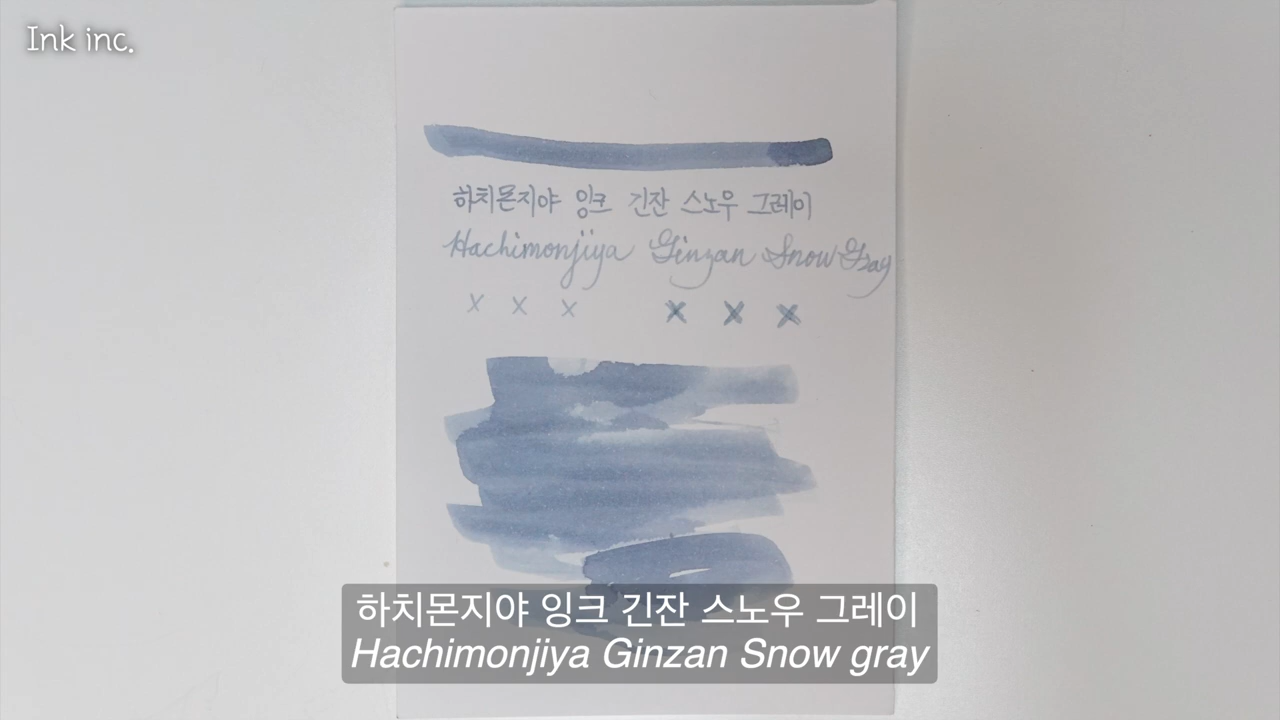 Ink inc.
하치몬지야 잉크 긴잔 스노우 그레이
Hachimonjiya Ginzan Snow Gray
x x x x x x
하치몬지야 잉크 긴잔 스노우 그레이
Hachimonjiya Ginzan Snow gray